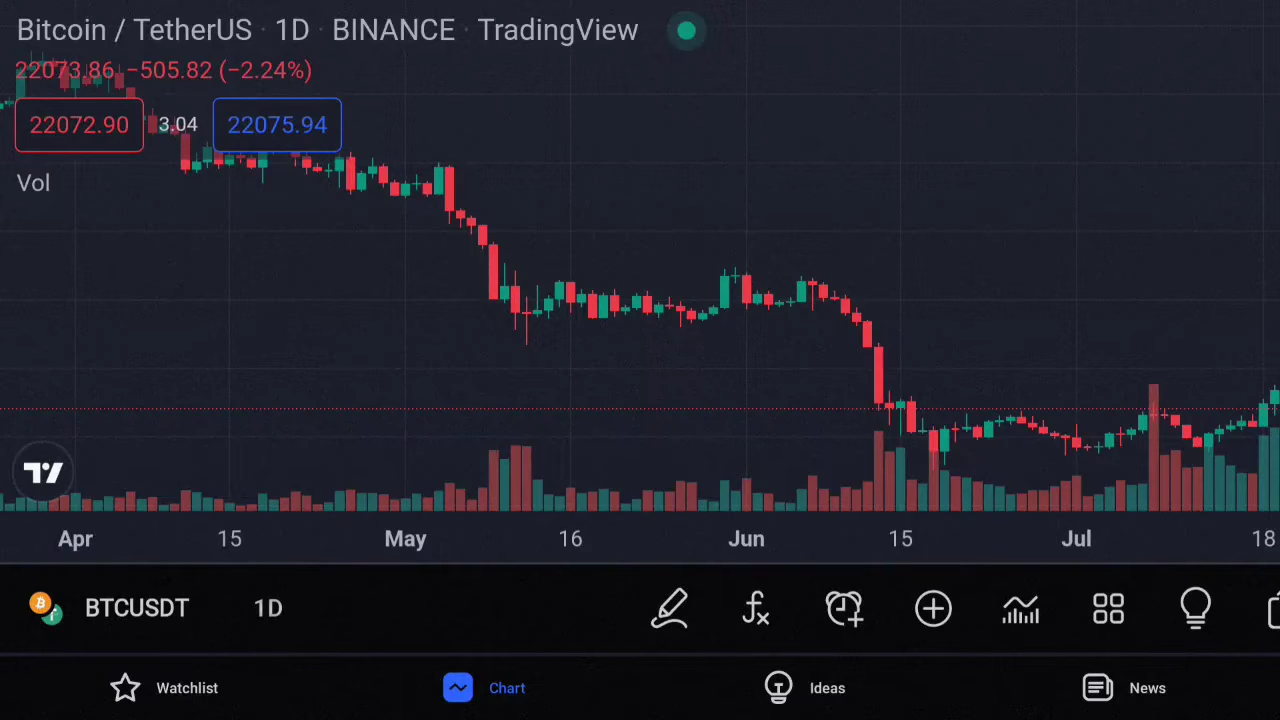 Bitcoin / TetherUS · 1D · BINANCE · TradingView
22073.86 −505.82 (−2.24%)
22072.90 3.04 22075.94
Vol
Apr 15 May 16 Jun 15 Jul 18
BTCUSDT 1D
Watchlist Chart Ideas News